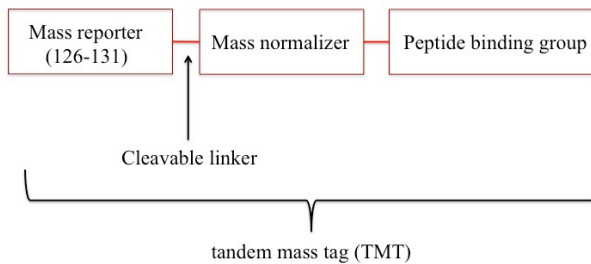 Mass reporter
(126-131)
Mass normalizer
Peptide binding group
Cleavable linker
tandem mass tag (TMT)